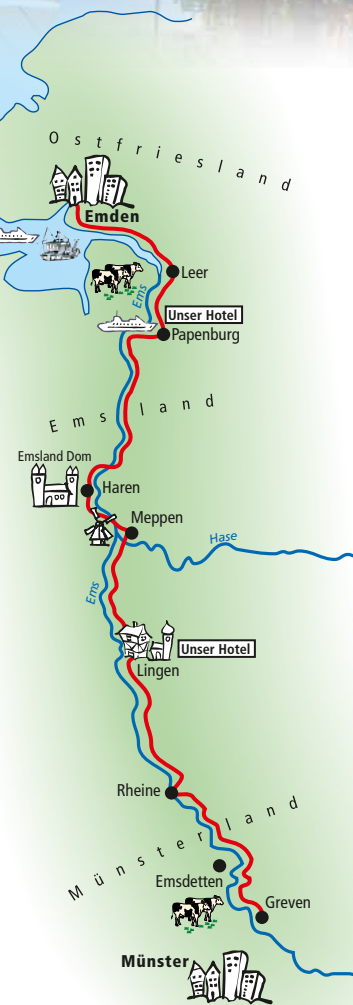 Ostfriesland
Emden
Leer
Ems
Unser Hotel
Papenburg
Emsland
Emsland Dom
Haren
Meppen
Hase
Ems
Unser Hotel
Lingen
Rheine
Münsterland
Emsdetten
Greven
Münster